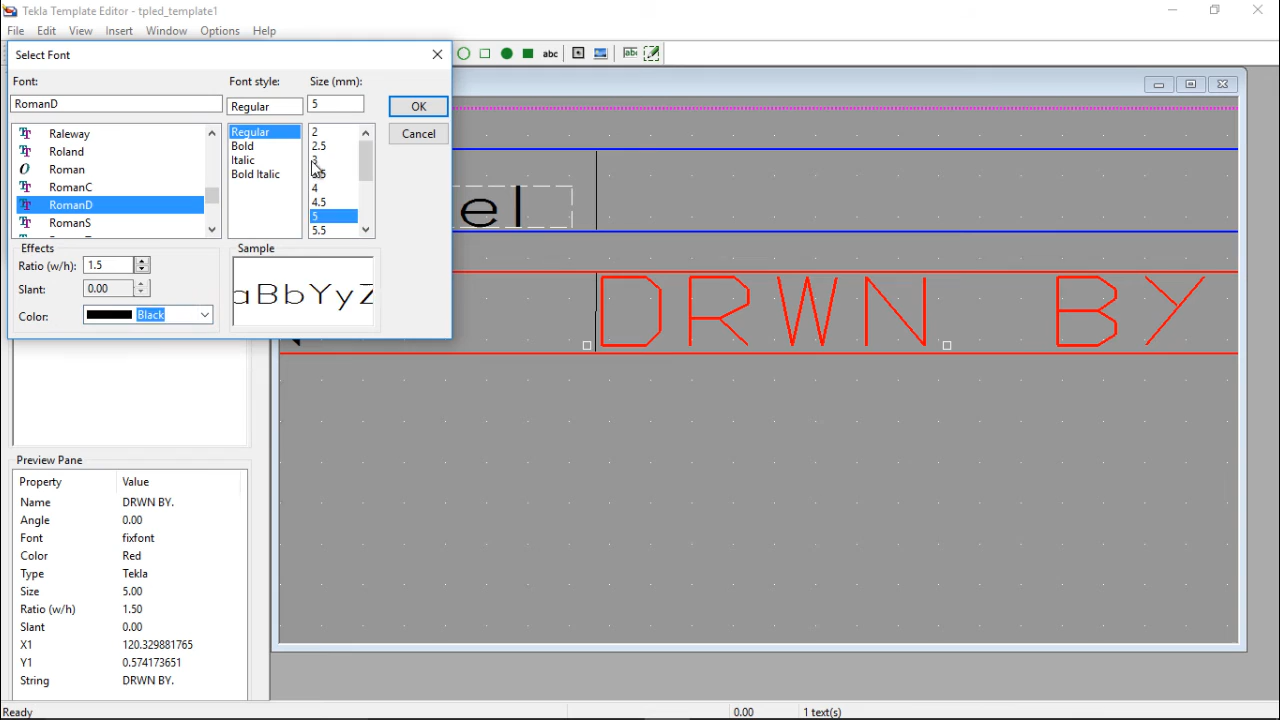 Tekla Template Editor - tpled_template1
File Edit View Insert Window Options Help
Select Font
abc abc
Font: Font style: Size (mm):
RomanD Regular 5 OK
Cancel
Raleway Regular 2
Roland Bold 2.5
Roman Italic 3
RomanC Bold Italic
4
RomanD 4.5
RomanS 5
5.5
Effects Sample
Ratio (w/h): 1.5
Slant: 0.00
Color: Black
aBbYyZ
el
DRWN BY
Preview Pane
Property Value
Name DRWN BY.
Angle 0.00
Font fixfont
Color Red
Type Tekla
Size 5.00
Ratio (w/h) 1.50
Slant 0.00
X1 120.329881765
Y1 0.574173651
String DRWN BY.
Ready 0.00 1 text(s)